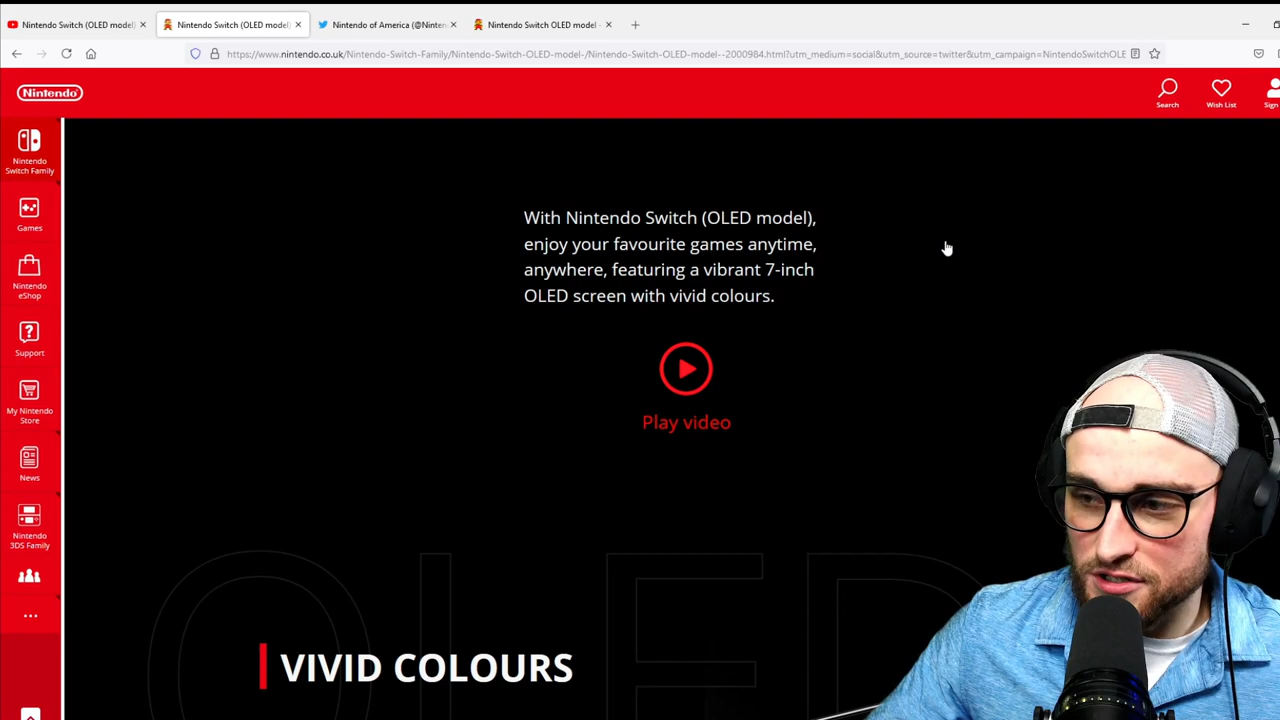 Nintendo Switch (OLED model)
Nintendo Switch (OLED model)
Nintendo of America (@Ninten
Nintendo Switch OLED model -
https://www.nintendo.co.uk/Nintendo-Switch-Family/Nintendo-Switch-OLED-model-/Nintendo-Switch-OLED-model--2000984.html?utm_medium=social&utm_source=twitter&utm_campaign=NintendoSwitchOLE
Nintendo
Search
Wish List
Sign
Nintendo
Switch Family
Games
Nintendo
eShop
Support
My Nintendo
Store
News
Nintendo
3DS Family
With Nintendo Switch (OLED model),
enjoy your favourite games anytime,
anywhere, featuring a vibrant 7-inch
OLED screen with vivid colours.
Play video
OLED
VIVID COLOURS